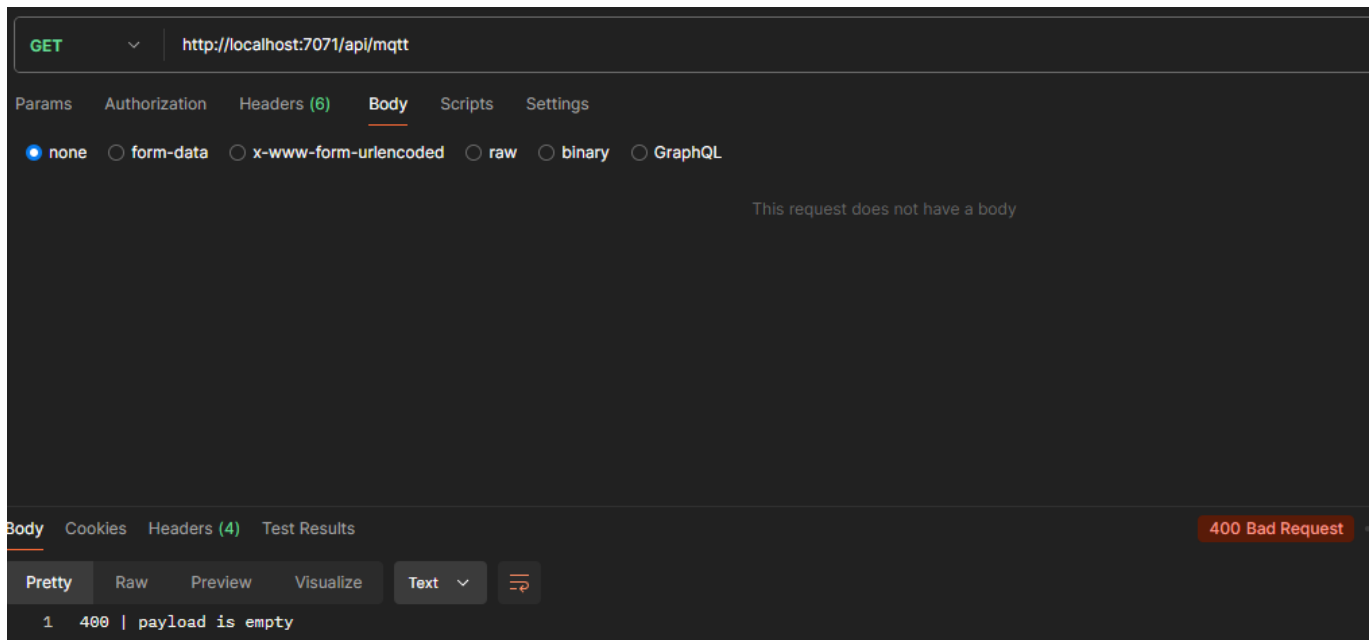 GET http://localhost:7071/api/mqtt
Params Authorization Headers (6) Body Scripts Settings
none form-data x-www-form-urlencoded raw binary GraphQL
This request does not have a body
Body Cookies Headers (4) Test Results 400 Bad Request
Pretty Raw Preview Visualize Text
1 400 | payload is empty